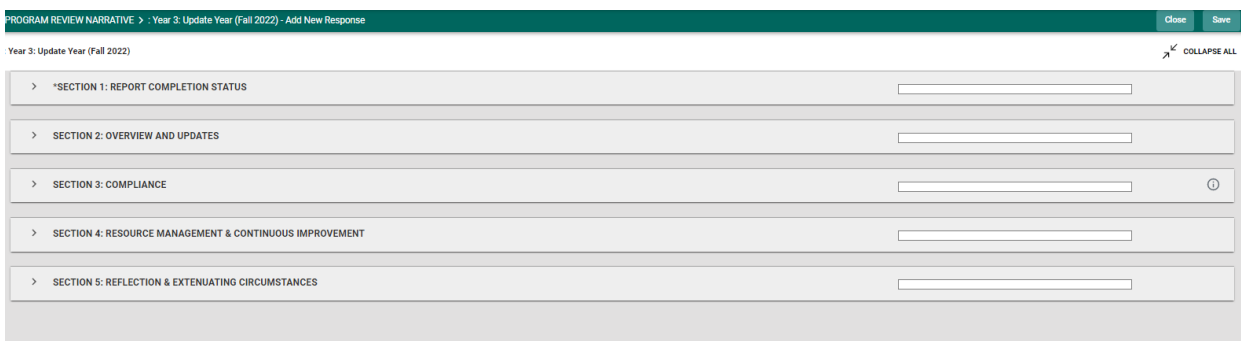 PROGRAM REVIEW NARRATIVE > : Year 3: Update Year (Fall 2022) - Add New Response Close Save
: Year 3: Update Year (Fall 2022) COLLAPSE ALL
> *SECTION 1: REPORT COMPLETION STATUS
> SECTION 2: OVERVIEW AND UPDATES
> SECTION 3: COMPLIANCE
> SECTION 4: RESOURCE MANAGEMENT & CONTINUOUS IMPROVEMENT
> SECTION 5: REFLECTION & EXTENUATING CIRCUMSTANCES